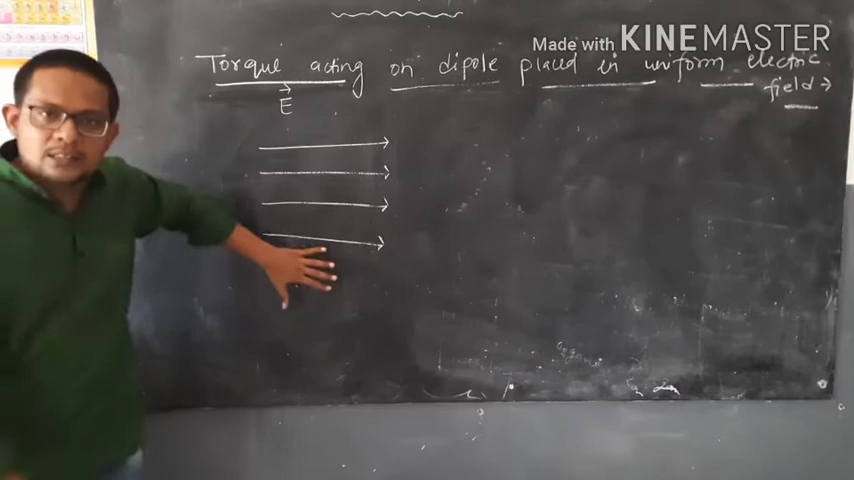 Made with KINEMASTER
Torque acting on dipole placed in uniform electric
field →
E